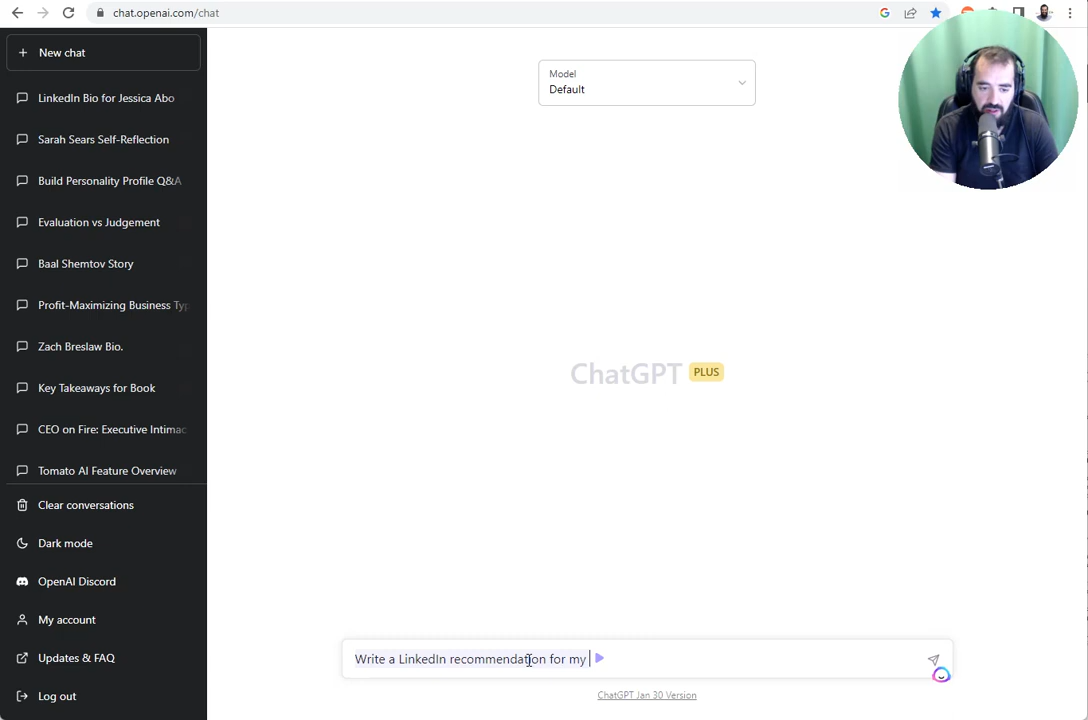 chat.openai.com/chat
New chat
Model
Default
LinkedIn Bio for Jessica Abo
Sarah Sears Self-Reflection
Build Personality Profile Q&A
Evaluation vs Judgement
Baal Shemtov Story
Profit-Maximizing Business Typ
Zach Breslaw Bio.
ChatGPT PLUS
Key Takeaways for Book
CEO on Fire: Executive Intimac
Tomato AI Feature Overview
Clear conversations
Dark mode
OpenAI Discord
My account
Updates & FAQ
Log out
Write a LinkedIn recommendation for my
ChatGPT Jan 30 Version